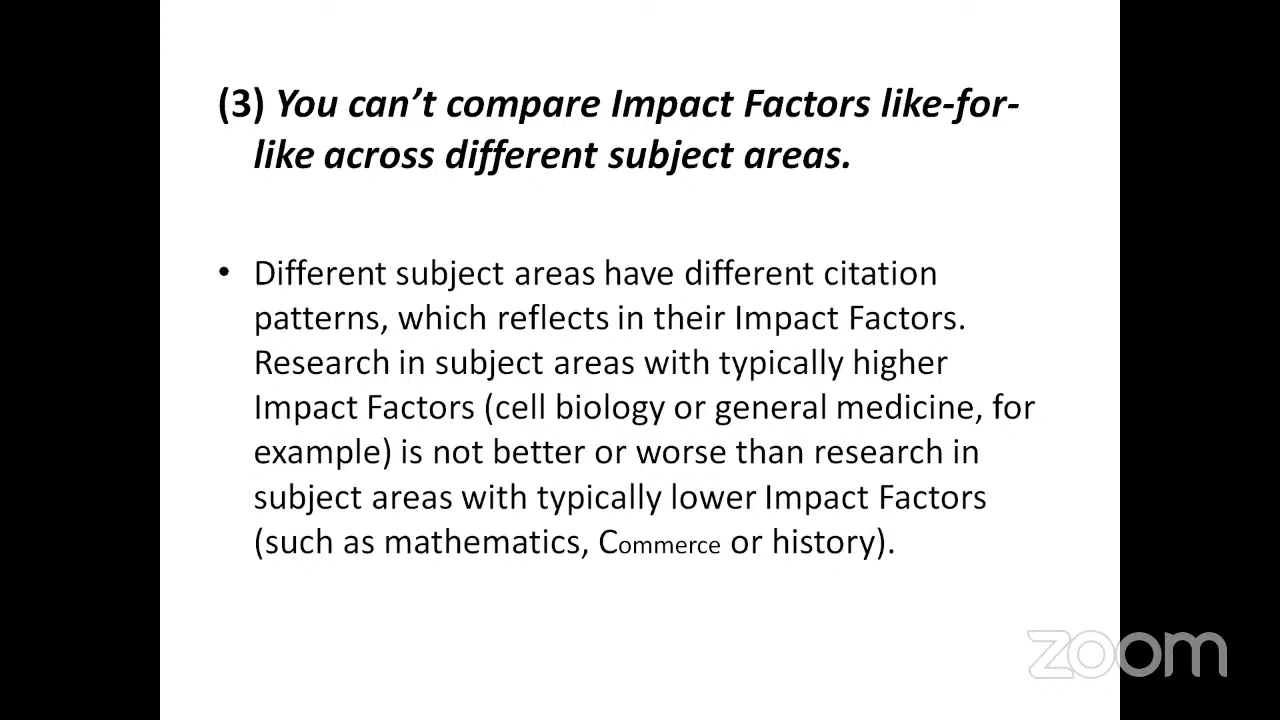 (3) You can’t compare Impact Factors like-for-
like across different subject areas.
• Different subject areas have different citation
patterns, which reflects in their Impact Factors.
Research in subject areas with typically higher
Impact Factors (cell biology or general medicine, for
example) is not better or worse than research in
subject areas with typically lower Impact Factors
(such as mathematics, Commerce or history).
zoom